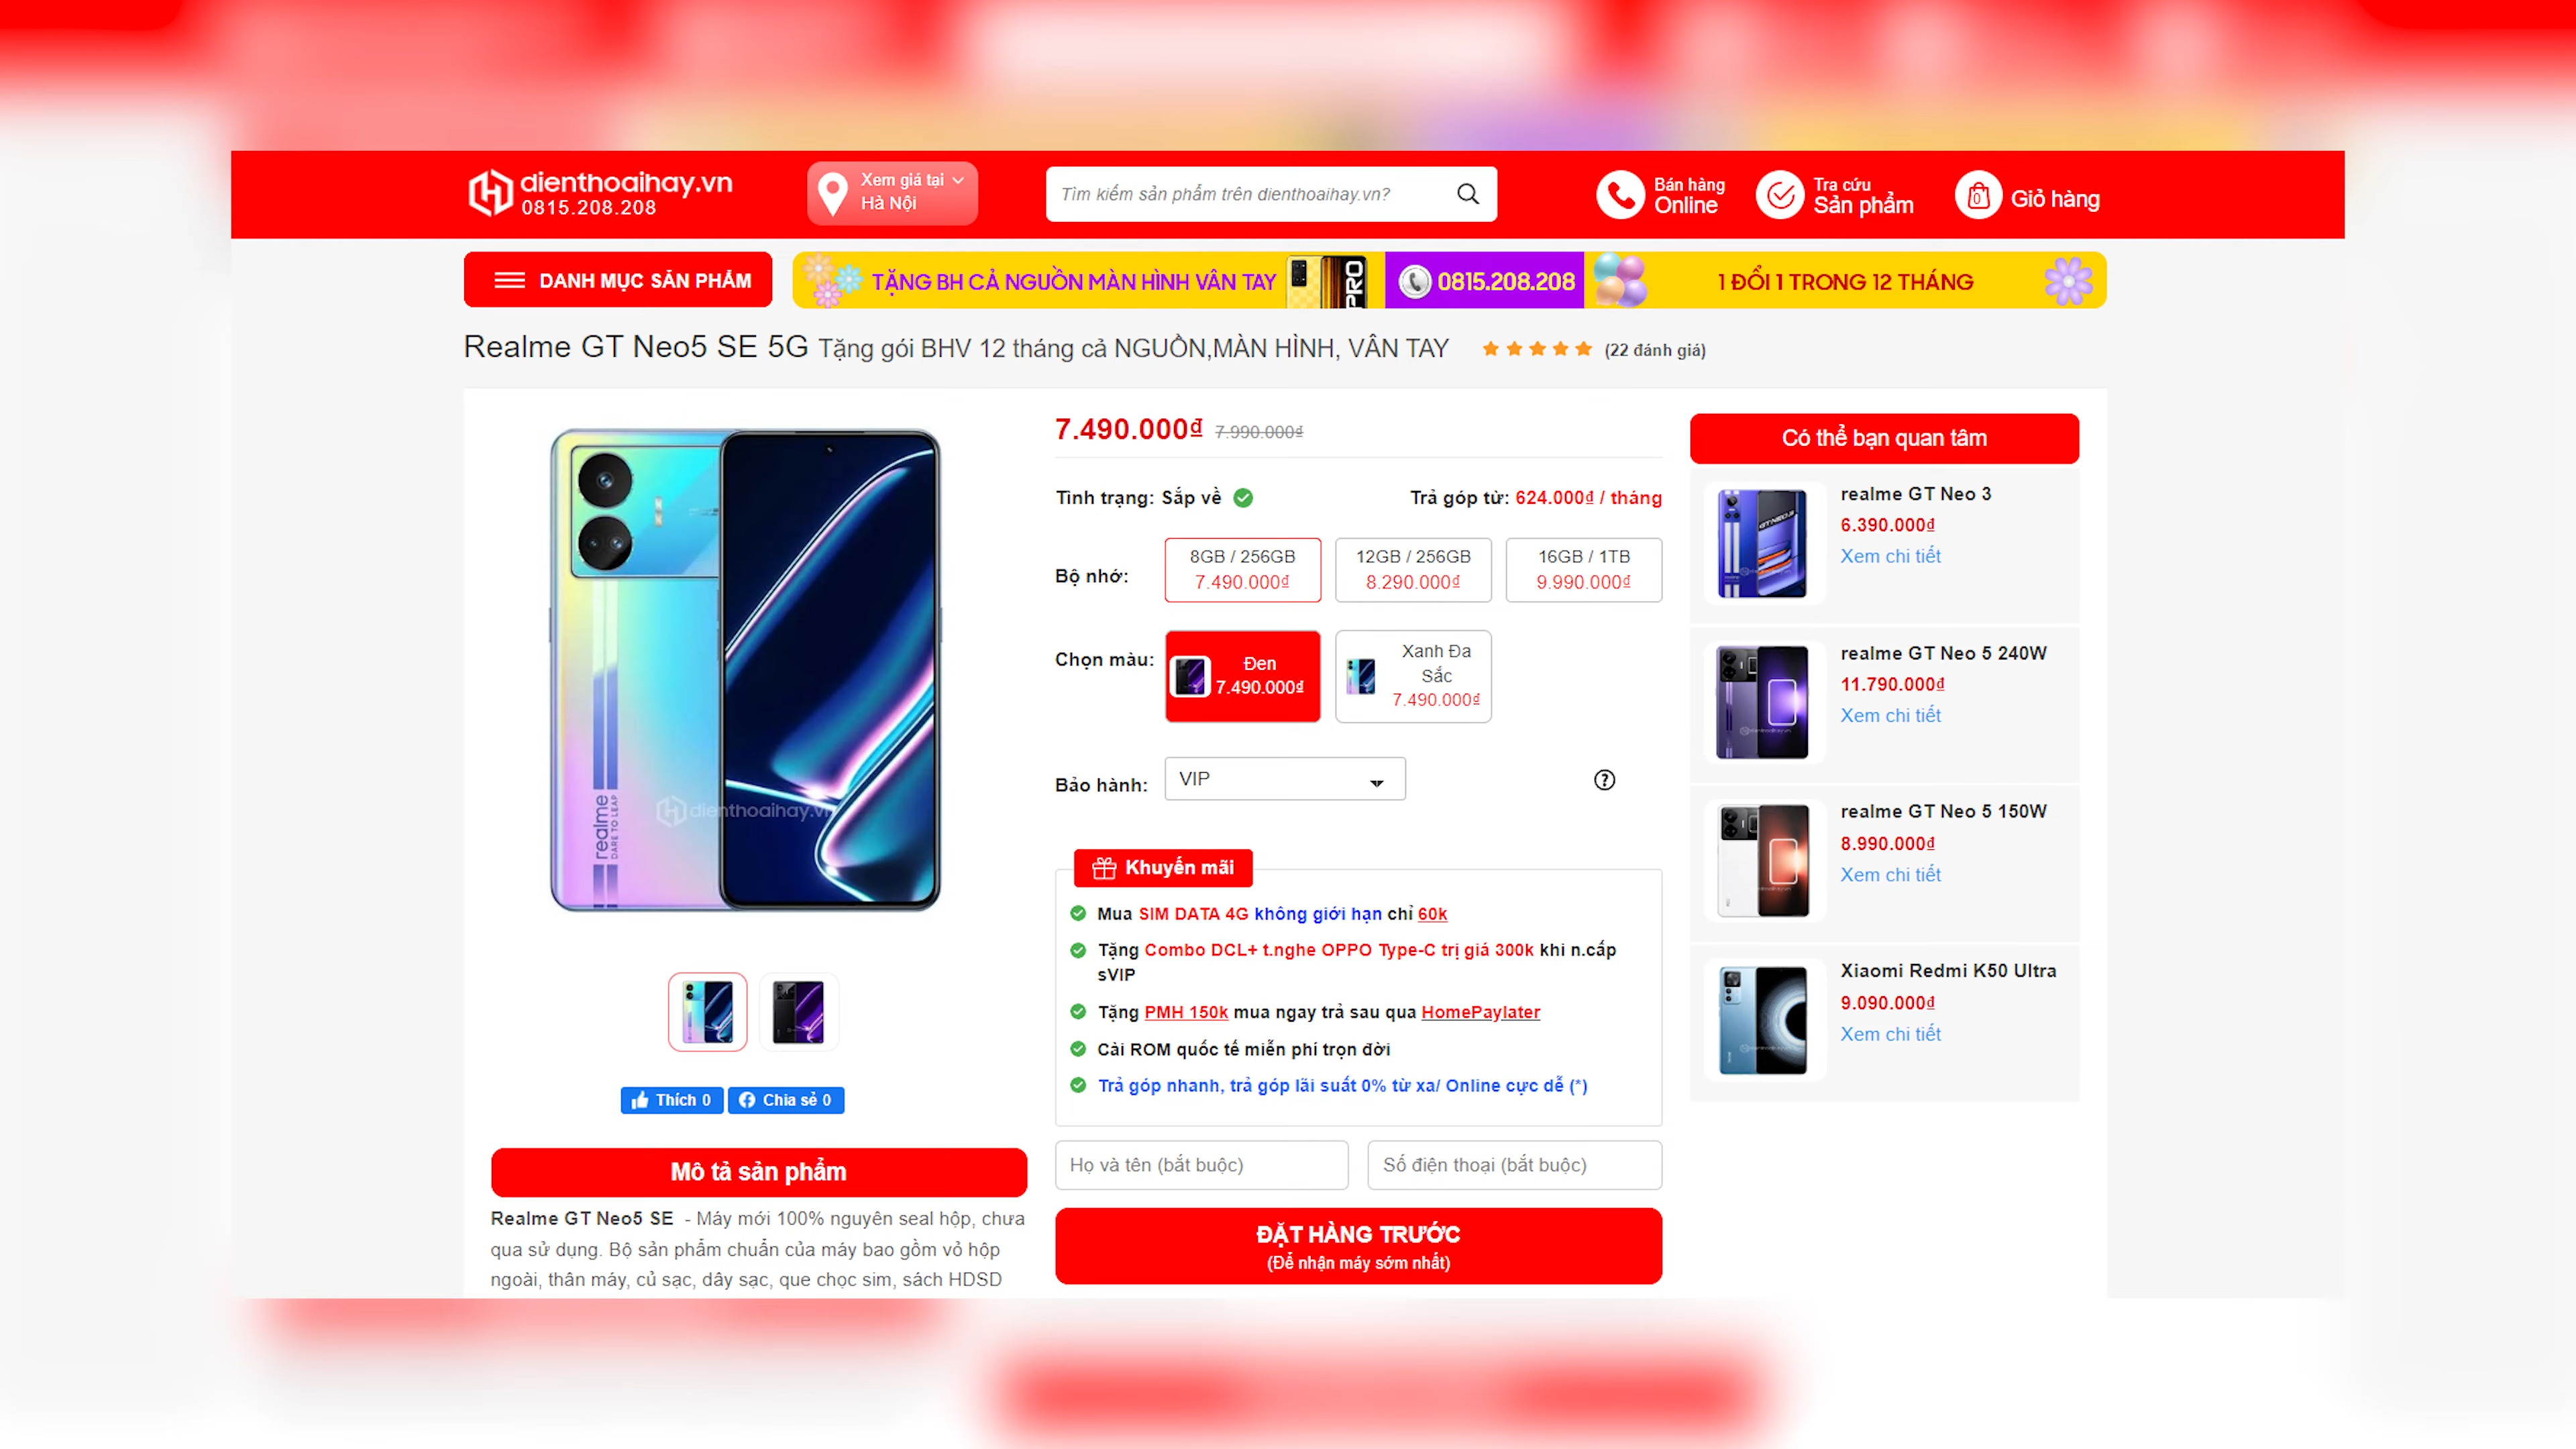 dienthoaihay.vn
0815.208.208
Xem giá tại
Hà Nội
Tìm kiếm sản phẩm trên dienthoaihay.vn?
Bán hàng
Online
Tra cứu
Sản phẩm
0
Giỏ hàng
DANH MỤC SẢN PHẨM
TẶNG BH CẢ NGUỒN MÀN HÌNH VÂN TAY
PRO
0815.208.208
1 ĐỔI 1 TRONG 12 THÁNG
Realme GT Neo5 SE 5G Tặng gói BHV 12 tháng cả NGUỒN,MÀN HÌNH, VÂN TAY
(22 đánh giá)
realme
DARE TO LEAP
dienthoaihay.vn
Thích 0
Chia sẻ 0
Mô tả sản phẩm
Realme GT Neo5 SE - Máy mới 100% nguyên seal hộp, chưa
qua sử dụng. Bộ sản phẩm chuẩn của máy bao gồm vỏ hộp
ngoài, thân máy, củ sạc, dây sạc, que chọc sim, sách HDSD
7.490.000₫ 7.990.000₫
Tình trạng: Sắp về
Trả góp từ: 624.000₫ / tháng
Bộ nhớ:
8GB / 256GB
7.490.000₫
12GB / 256GB
8.290.000₫
16GB / 1TB
9.990.000₫
Chọn màu:
Đen
7.490.000₫
Xanh Đa
Sắc
7.490.000₫
Bảo hành:
VIP
?
Khuyến mãi
Mua SIM DATA 4G không giới hạn chỉ 60k
Tặng Combo DCL+ t.nghe OPPO Type-C trị giá 300k khi n.cấp
sVIP
Tặng PMH 150k mua ngay trả sau qua HomePaylater
Cài ROM quốc tế miễn phí trọn đời
Trả góp nhanh, trả góp lãi suất 0% từ xa/ Online cực dễ (*)
Họ và tên (bắt buộc)
Số điện thoại (bắt buộc)
ĐẶT HÀNG TRƯỚC
(Để nhận máy sớm nhất)
Có thể bạn quan tâm
realme GT Neo 3
6.390.000₫
Xem chi tiết
realme GT Neo 5 240W
11.790.000₫
Xem chi tiết
realme GT Neo 5 150W
8.990.000₫
Xem chi tiết
Xiaomi Redmi K50 Ultra
9.090.000₫
Xem chi tiết